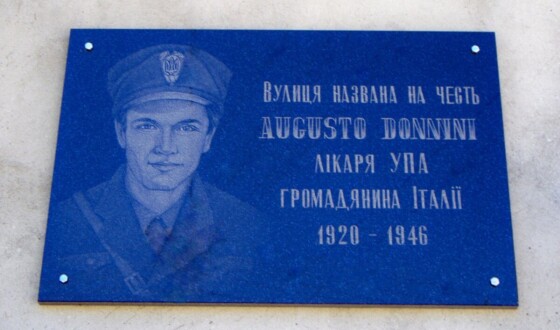 Вулиця названа на честь
AUGUSTO DONNINI
лікаря УПА
громадянина Італії
1920 - 1946